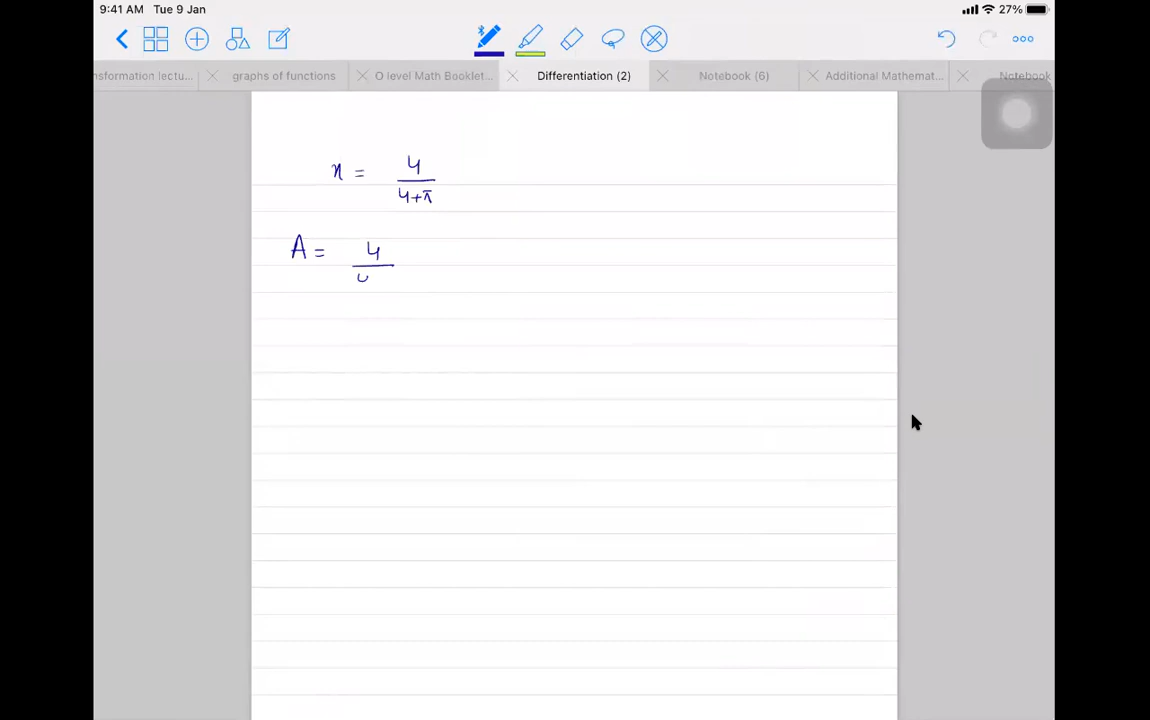 9:41 AM Tue 9 Jan
27%
nsformation lectu...
graphs of functions
O level Math Booklet...
Differentiation (2)
Notebook (6)
Additional Mathemat...
Notebook
x = 4
4+π
A = 4